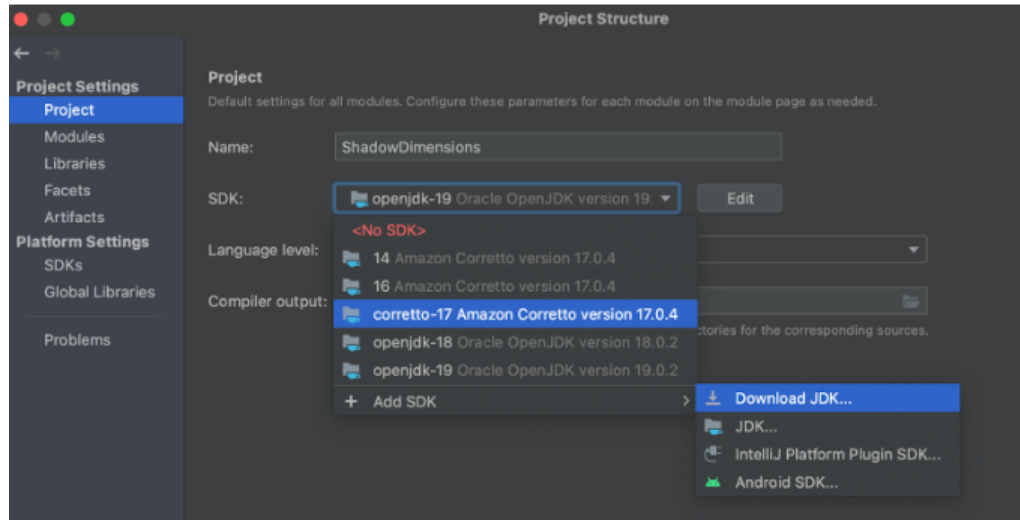 Project Structure
Project Settings
Project
Modules
Libraries
Facets
Artifacts
Platform Settings
SDKs
Global Libraries
Problems
Project
Default settings for all modules. Configure these parameters for each module on the module page as needed.
Name: ShadowDimensions
SDK: openjdk-19 Oracle OpenJDK version 19. Edit
<No SDK>
Language level:
14 Amazon Corretto version 17.0.4
16 Amazon Corretto version 17.0.4
Compiler output:
corretto-17 Amazon Corretto version 17.0.4
ctories for the corresponding sources.
openjdk-18 Oracle OpenJDK version 18.0.2
openjdk-19 Oracle OpenJDK version 19.0.2
+ Add SDK >
Download JDK...
JDK...
IntelliJ Platform Plugin SDK...
Android SDK...